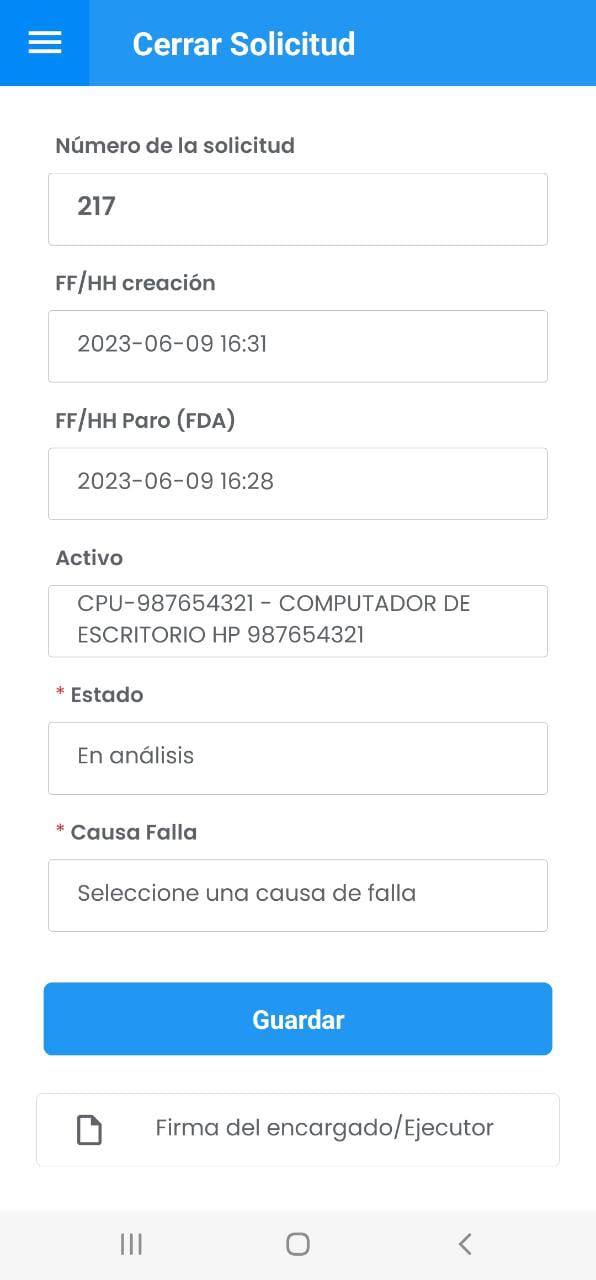 Cerrar Solicitud
Número de la solicitud
217
FF/HH creación
2023-06-09 16:31
FF/HH Paro (FDA)
2023-06-09 16:28
Activo
CPU-987654321 - COMPUTADOR DE
ESCRITORIO HP 987654321
* Estado
En análisis
* Causa Falla
Seleccione una causa de falla
Guardar
Firma del encargado/Ejecutor